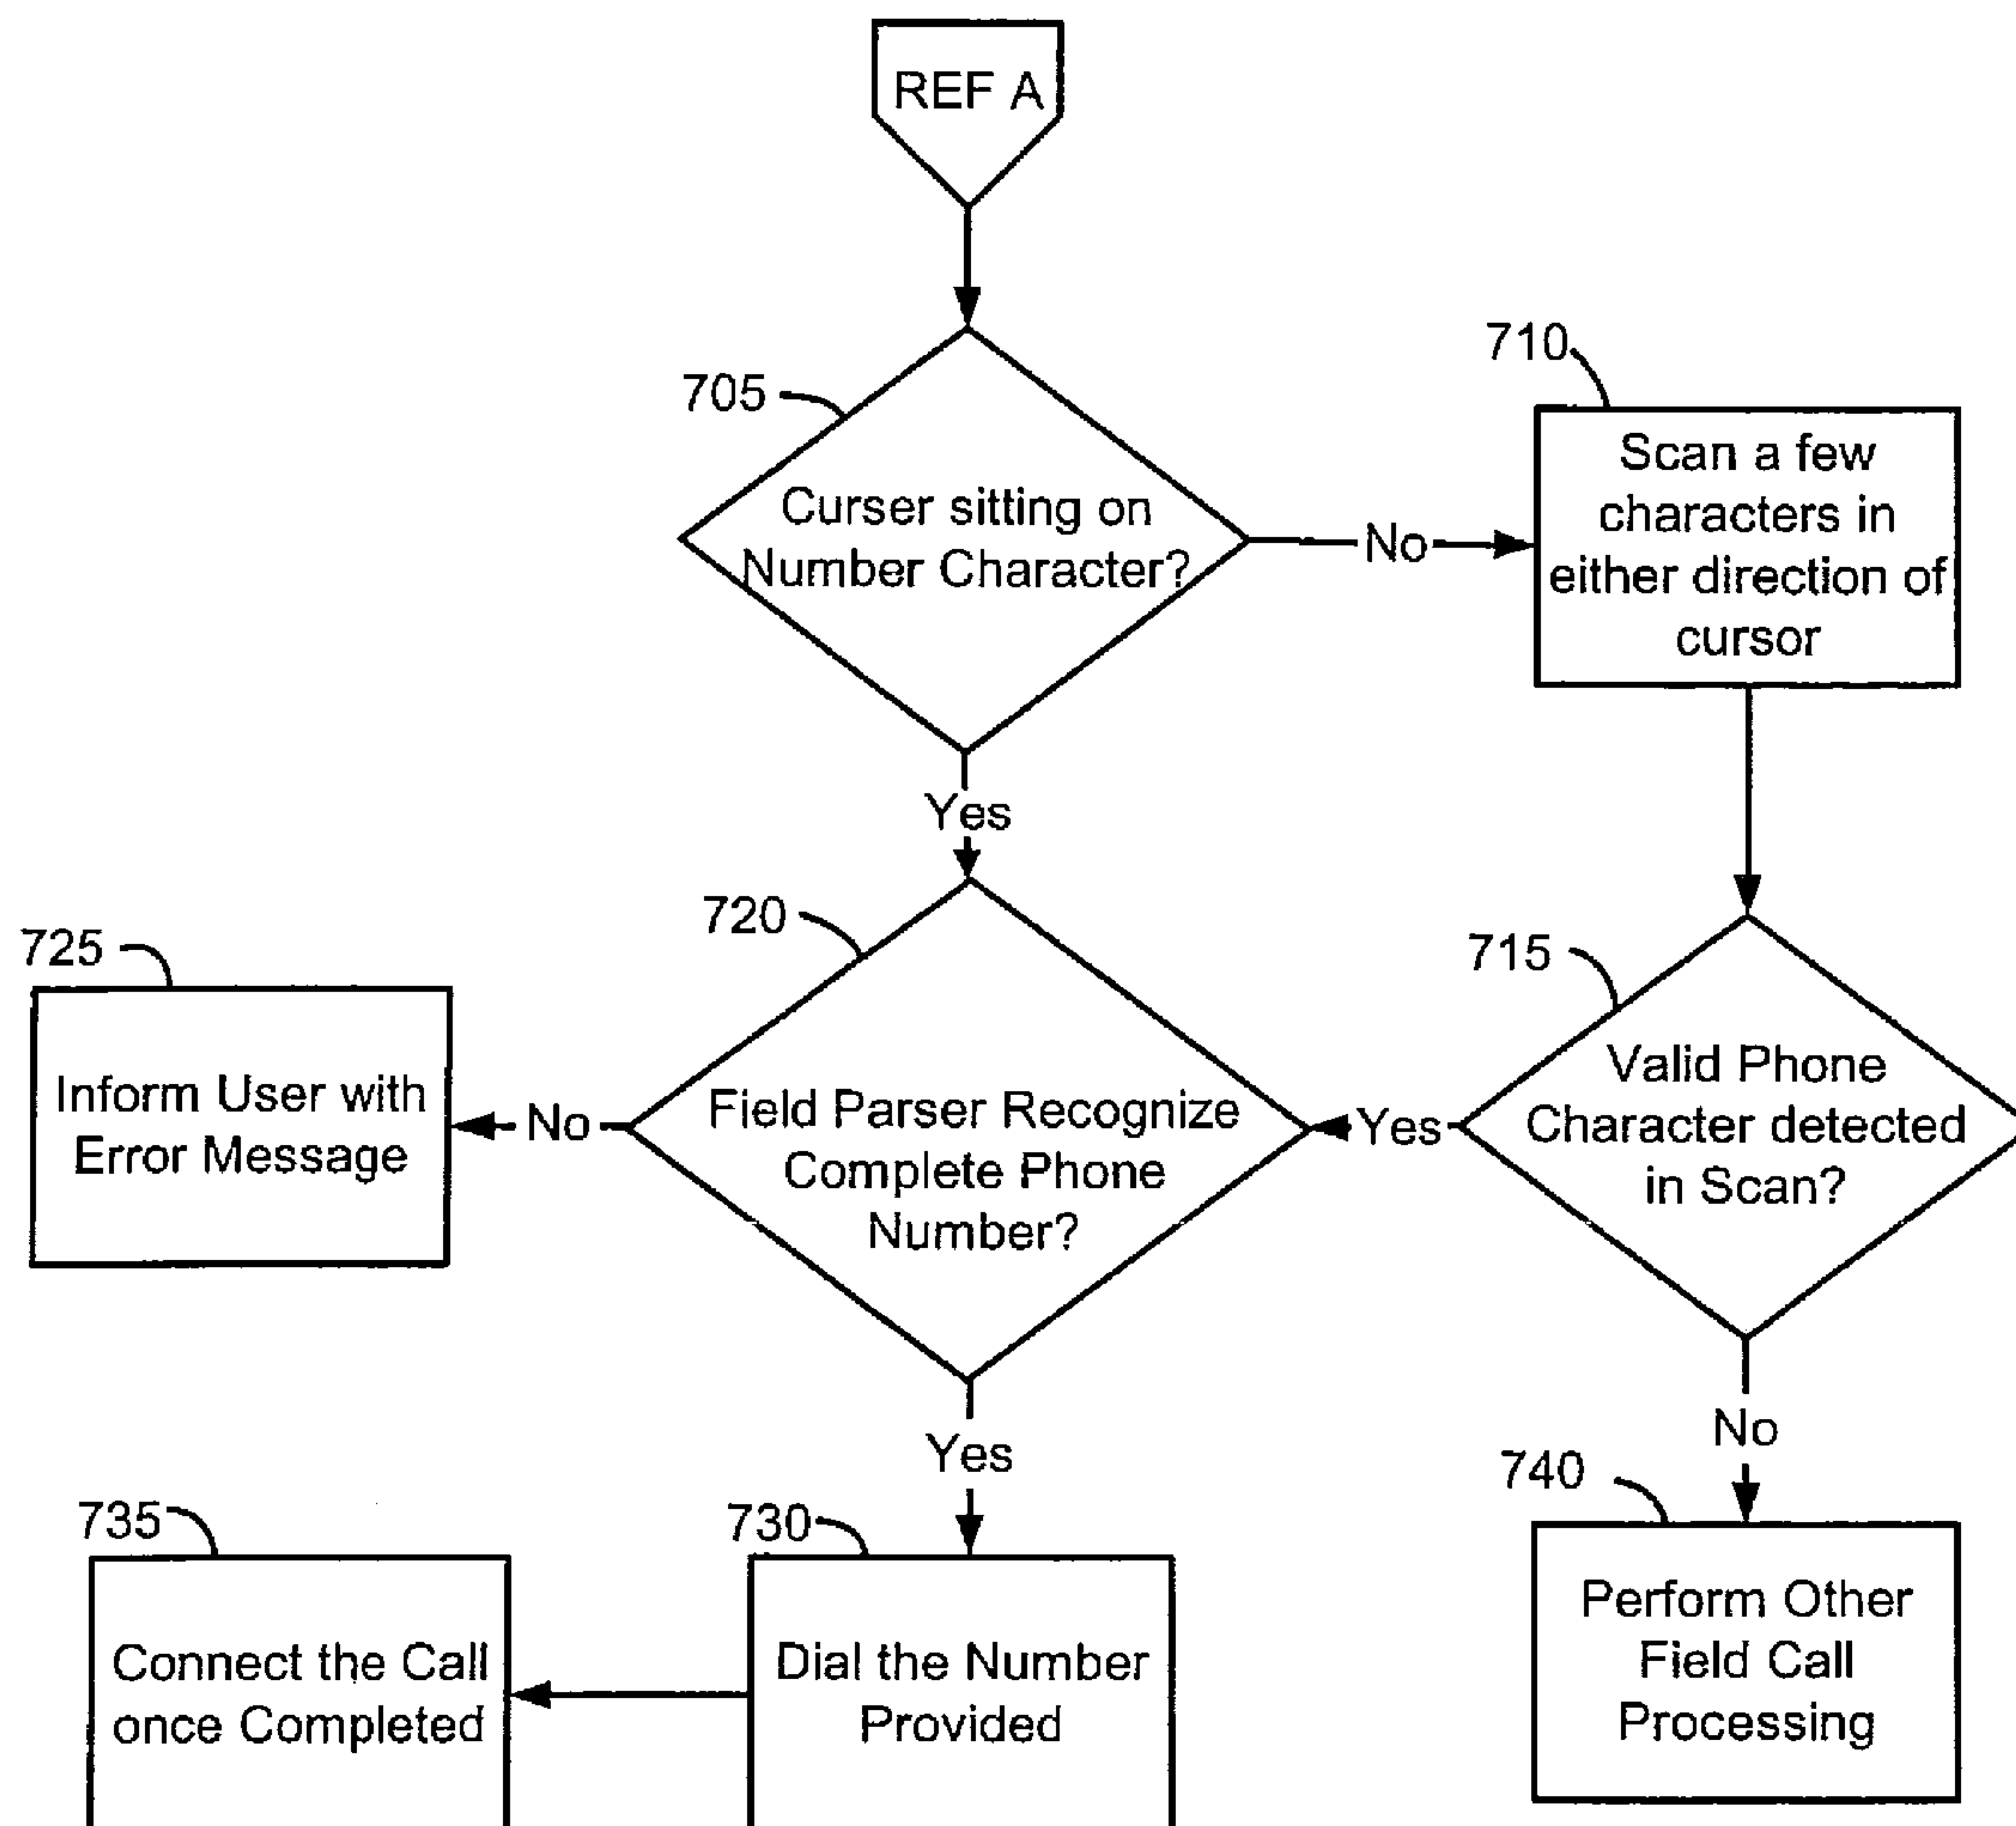 REF A
705
Curser sitting on
Number Character?
No
710
Scan a few
characters in
either direction of
cursor
Yes
720
Field Parser Recognize
Complete Phone
Number?
715
Valid Phone
Character detected
in Scan?
Yes
No
725
Inform User with
Error Message
Yes
No
730
Dial the Number
Provided
735
Connect the Call
once Completed
740
Perform Other
Field Call
Processing